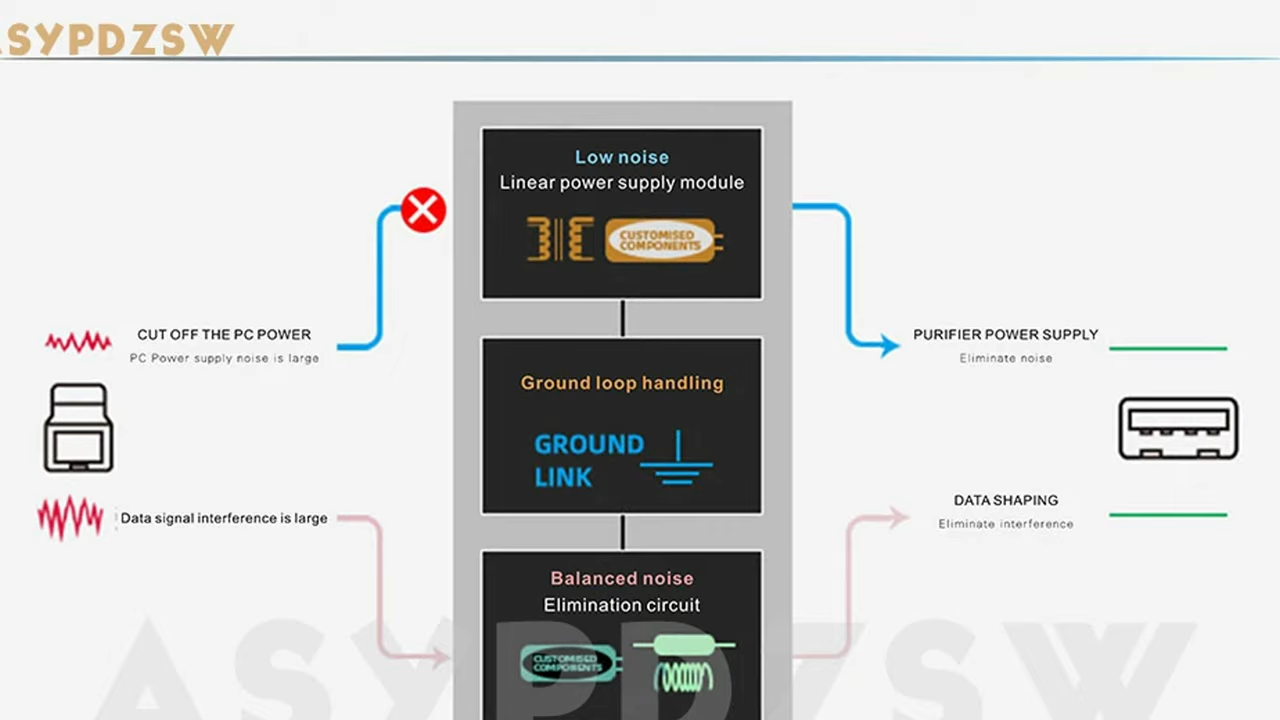 ASYPDZSW
Low noise
Linear power supply module
CUSTOMISED
COMPONENTS
CUT OFF THE PC POWER
PC Power supply noise is large
PURIFIER POWER SUPPLY
Eliminate noise
Ground loop handling
GROUND
LINK
Data signal interference is large
DATA SHAPING
Eliminate interference
Balanced noise
Elimination circuit
CUSTOMISED
COMPONENTS
ASYPDZSW